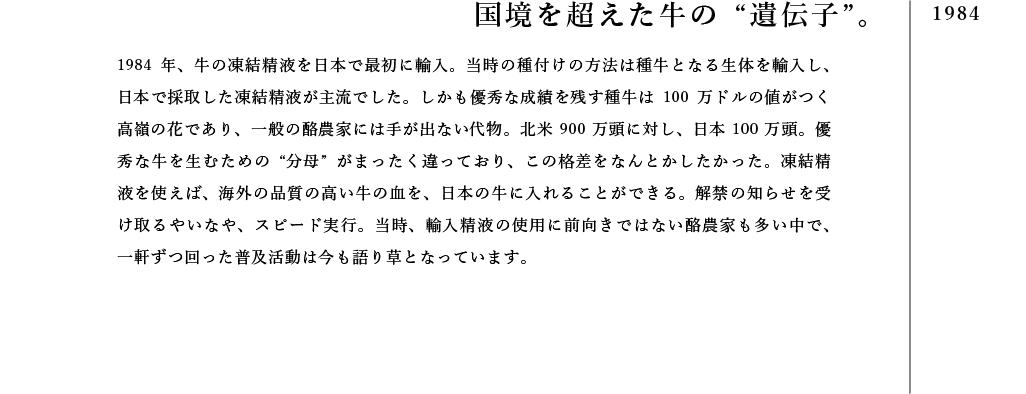 国境を超えた牛の“遺伝子”。
1984
1984 年、牛の凍結精液を日本で最初に輸入。当時の種付けの方法は種牛となる生体を輸入し、
日本で採取した凍結精液が主流でした。しかも優秀な成績を残す種牛は 100 万ドルの値がつく
高嶺の花であり、一般の酪農家には手が出ない代物。北米 900 万頭に対し、日本 100 万頭。優
秀な牛を生むための “分母” がまったく違っており、この格差をなんとかしたかった。凍結精
液を使えば、海外の品質の高い牛の血を、日本の牛に入れることができる。解禁の知らせを受
け取るやいなや、スピード実行。当時、輸入精液の使用に前向きではない酪農家も多い中で、
一軒ずつ回った普及活動は今も語り草となっています。